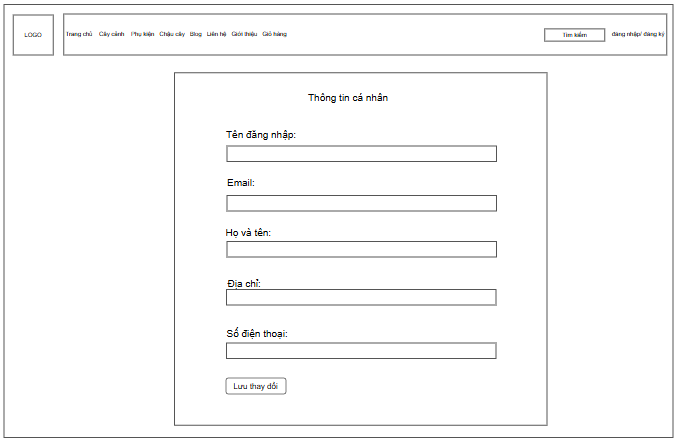 LOGO
Trang chủ Cây cảnh Phụ kiện Chậu cây Blog Liên hệ Giới thiệu Giỏ hàng
Tìm kiếm
đăng nhập/ đăng ký
Thông tin cá nhân
Tên đăng nhập:
Email:
Họ và tên:
Địa chỉ:
Số điện thoại:
Lưu thay đổi